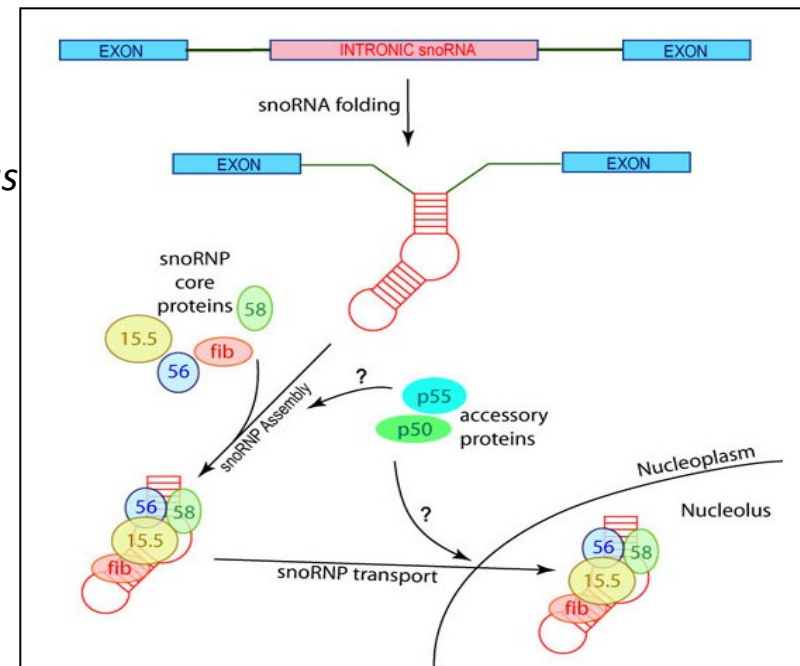 EXON INTRONIC snoRNA EXON
snoRNA folding
EXON EXON
s
snoRNP
core
proteins
58
15.5
fib
56
?
snoRNP Assembly
p55
p50
accessory
proteins
Nucleoplasm
Nucleolus
?
56
58
15.5
fib
snoRNP transport
56
58
15.5
fib